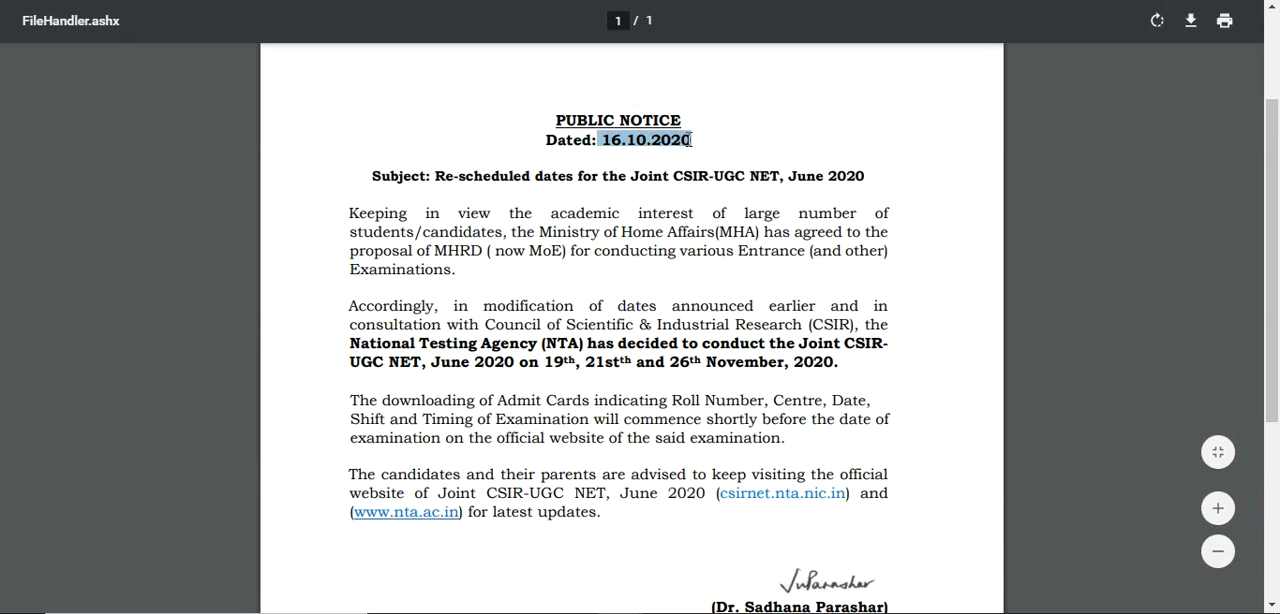 FileHandler.ashx
1 / 1
PUBLIC NOTICE
Dated: 16.10.2020
Subject: Re-scheduled dates for the Joint CSIR-UGC NET, June 2020
Keeping in view the academic interest of large number of
students/candidates, the Ministry of Home Affairs(MHA) has agreed to the
proposal of MHRD ( now MoE) for conducting various Entrance (and other)
Examinations.
Accordingly, in modification of dates announced earlier and in
consultation with Council of Scientific & Industrial Research (CSIR), the
National Testing Agency (NTA) has decided to conduct the Joint CSIR-
UGC NET, June 2020 on 19th, 21stth and 26th November, 2020.
The downloading of Admit Cards indicating Roll Number, Centre, Date,
Shift and Timing of Examination will commence shortly before the date of
examination on the official website of the said examination.
The candidates and their parents are advised to keep visiting the official
website of Joint CSIR-UGC NET, June 2020 (csirnet.nta.nic.in) and
(www.nta.ac.in) for latest updates.
(Dr. Sadhana Parashar)